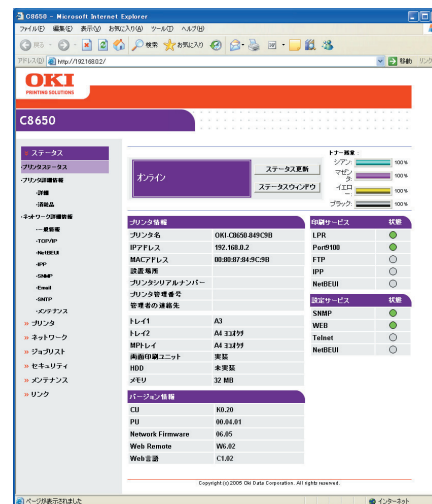 C8650 - Microsoft Internet Explorer
ファイル(F) 編集(E) 表示(V) お気に入り(A) ツール(T) ヘルプ(H)
戻る 検索 お気に入り
アドレス(D) http://192.168.0.2/ 移動 リンク
OKI
PRINTING SOLUTIONS
C8650
ステータス
・プリンタステータス
・プリンタ詳細情報
・詳細
・消耗品
・ネットワーク詳細情報
・一般情報
・TCP/IP
・NetBEUI
・IPP
・SNMP
・Email
・SNTP
・メンテナンス
プリンタ
ネットワーク
ジョブリスト
セキュリティ
メンテナンス
リンク
オンライン
ステータス更新
ステータスウィンドウ
トナー残量:
シアン: 100%
マゼンタ: 100%
イエロー: 100%
ブラック: 100%
プリンタ情報
プリンタ名 OKI-C8650-849C9B
IPアドレス 192.168.0.2
MACアドレス 00:80:87:84:9C:9B
設置場所
プリンタシリアルナンバー
プリンタ管理番号
管理者の連絡先
トレイ1 A3
トレイ2 A4 ヨコオクリ
MPトレイ A4 ヨコオクリ
両面印刷ユニット 実装
HDD 未実装
メモリ 32 MB
バージョン情報
CU K0.20
PU 00.04.01
Network Firmware 06.05
Web Remote W6.02
Web言語 C1.02
印刷サービス 状態
LPR
Port9100
FTP
IPP
NetBEUI
設定サービス 状態
SNMP
WEB
Telnet
NetBEUI
Copyright (c) 2005 Oki Data Corporation. All rights reserved.
ページが表示されました インターネット